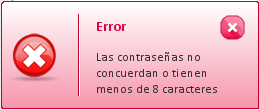 Error
Las contraseñas no
concuerdan o tienen
menos de 8 caracteres